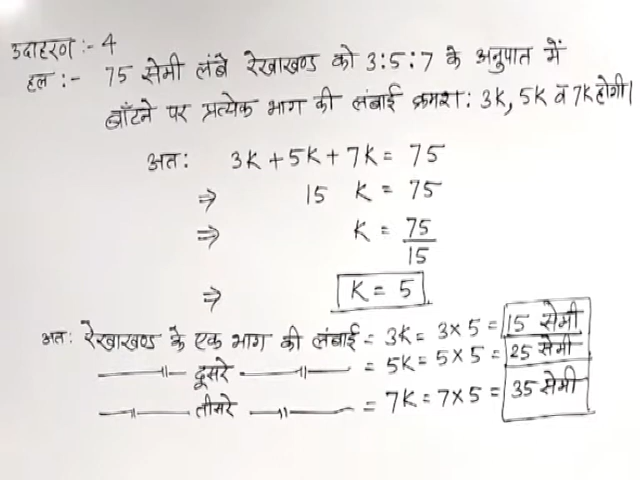 उदाहरण :- 4
हल :- 75 सेमी लंबे रेखाखण्ड को 3:5:7 के अनुपात में
बाँटने पर प्रत्येक भाग की लंबाई क्रमश: 3K, 5K व 7K होगी।
अत: 3K + 5K + 7K = 75
⇒ 15 K = 75
⇒ K = 75/15
⇒ K = 5
अत: रेखाखण्ड के एक भाग की लंबाई = 3K = 3 × 5 = 15 सेमी
—॥— दूसरे —॥— = 5K = 5 × 5 = 25 सेमी
—॥— तीसरे —॥— = 7K = 7 × 5 = 35 सेमी